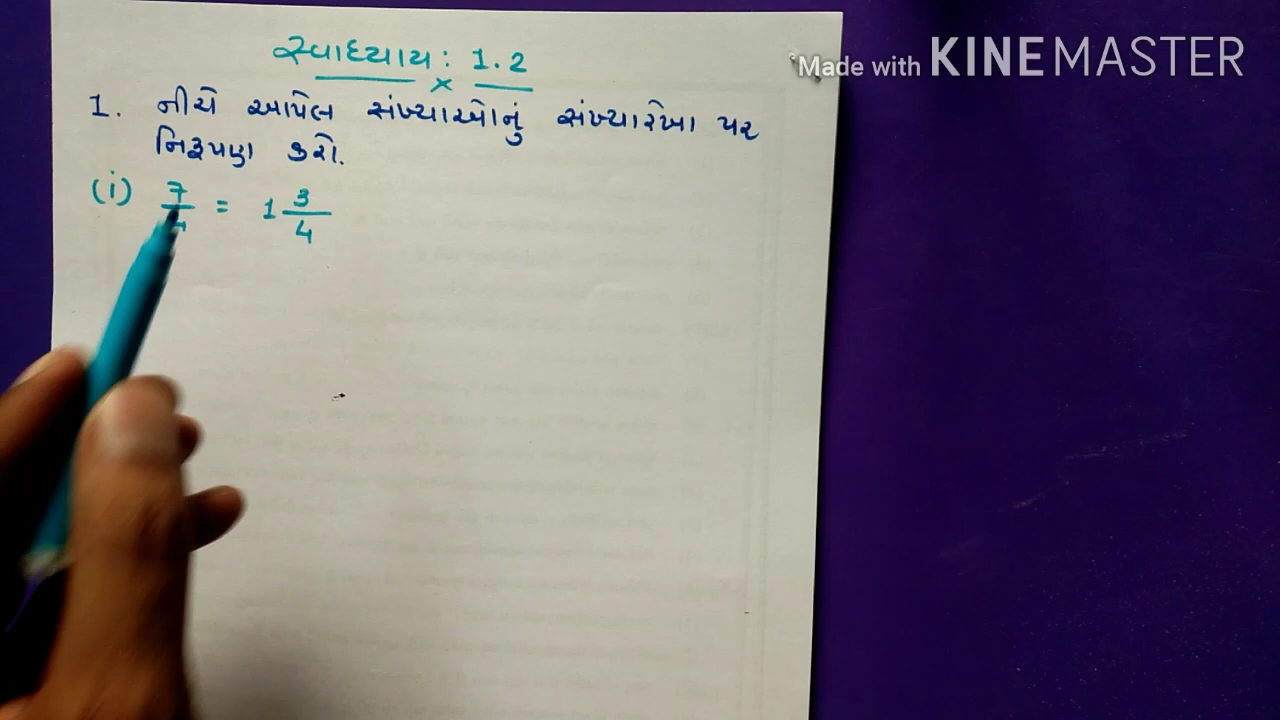 Made with KINEMASTER
સ્વાધ્યાય : 1.2
×
1. નીચે આપેલ સંખ્યાઓનું સંખ્યારેખા પર
નિરૂપણ કરો.
(i) 7/4 = 1 3/4